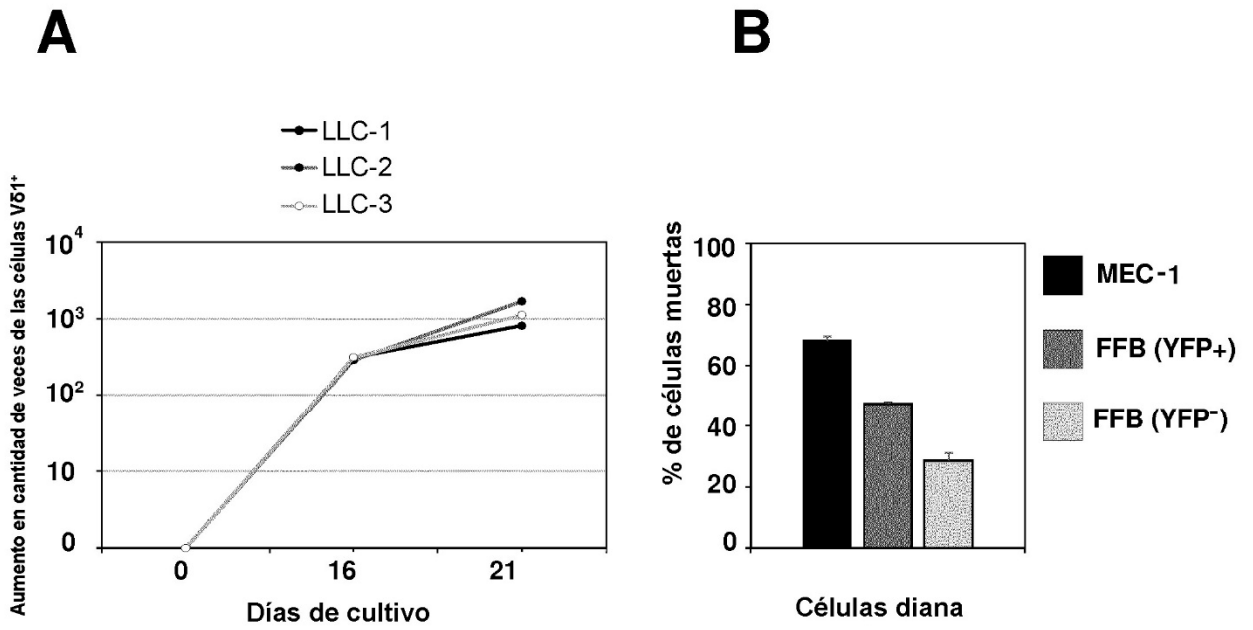 A
LLC-1
LLC-2
LLC-3
Aumento en cantidad de veces de las células Vδ1⁺
10⁴
10³
10²
10
0
0
16
21
Días de cultivo
B
% de células muertas
100
80
60
40
20
0
Células diana
MEC-1
FFB (YFP+)
FFB (YFP⁻)